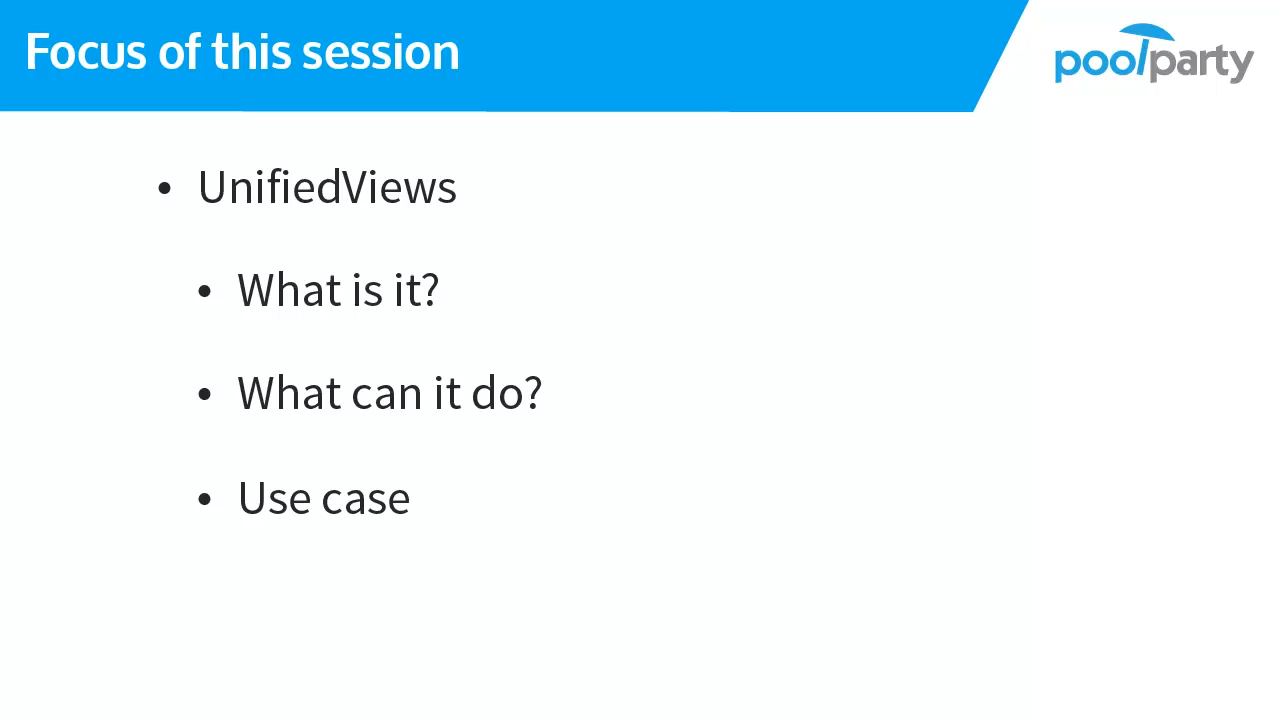 Focus of this session
poolparty
• UnifiedViews
• What is it?
• What can it do?
• Use case